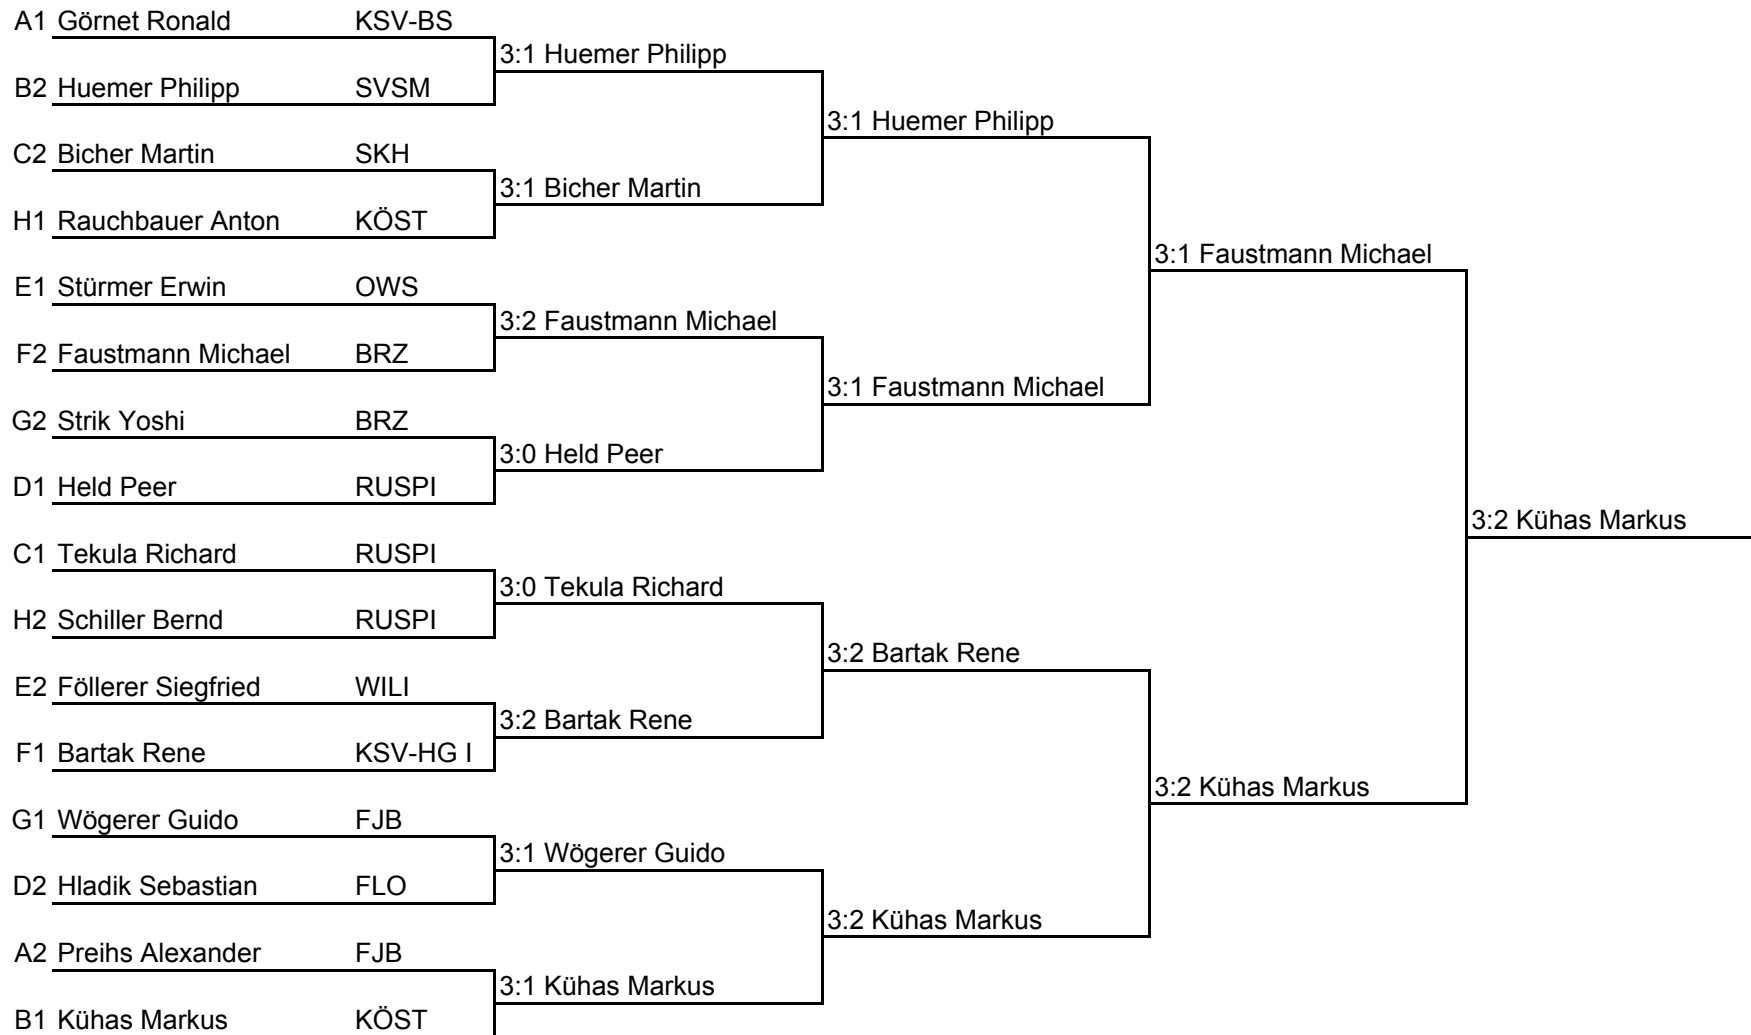 A1 Görnet Ronald KSV-BS
3:1 Huemer Philipp
B2 Huemer Philipp SVSM
3:1 Huemer Philipp
C2 Bicher Martin SKH
3:1 Bicher Martin
H1 Rauchbauer Anton KÖST
3:1 Faustmann Michael
E1 Stürmer Erwin OWS
3:2 Faustmann Michael
F2 Faustmann Michael BRZ
3:1 Faustmann Michael
G2 Strik Yoshi BRZ
3:0 Held Peer
D1 Held Peer RUSPI
3:2 Kühas Markus
C1 Tekula Richard RUSPI
3:0 Tekula Richard
H2 Schiller Bernd RUSPI
3:2 Bartak Rene
E2 Föllerer Siegfried WILI
3:2 Bartak Rene
F1 Bartak Rene KSV-HG I
3:2 Kühas Markus
G1 Wögerer Guido FJB
3:1 Wögerer Guido
D2 Hladik Sebastian FLO
3:2 Kühas Markus
A2 Preihs Alexander FJB
3:1 Kühas Markus
B1 Kühas Markus KÖST